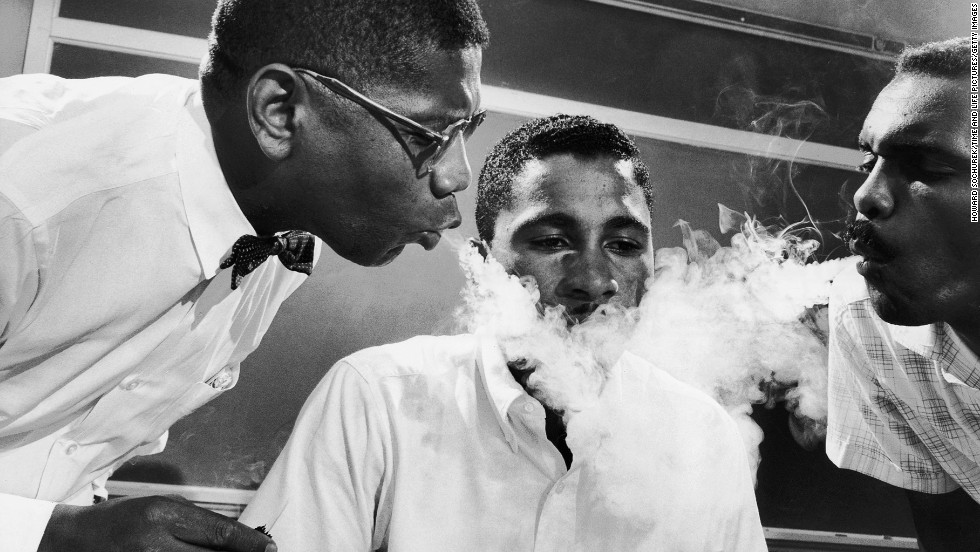 HOWARD SOCHUREK/TIME AND LIFE PICTURES/GETTY IMAGES